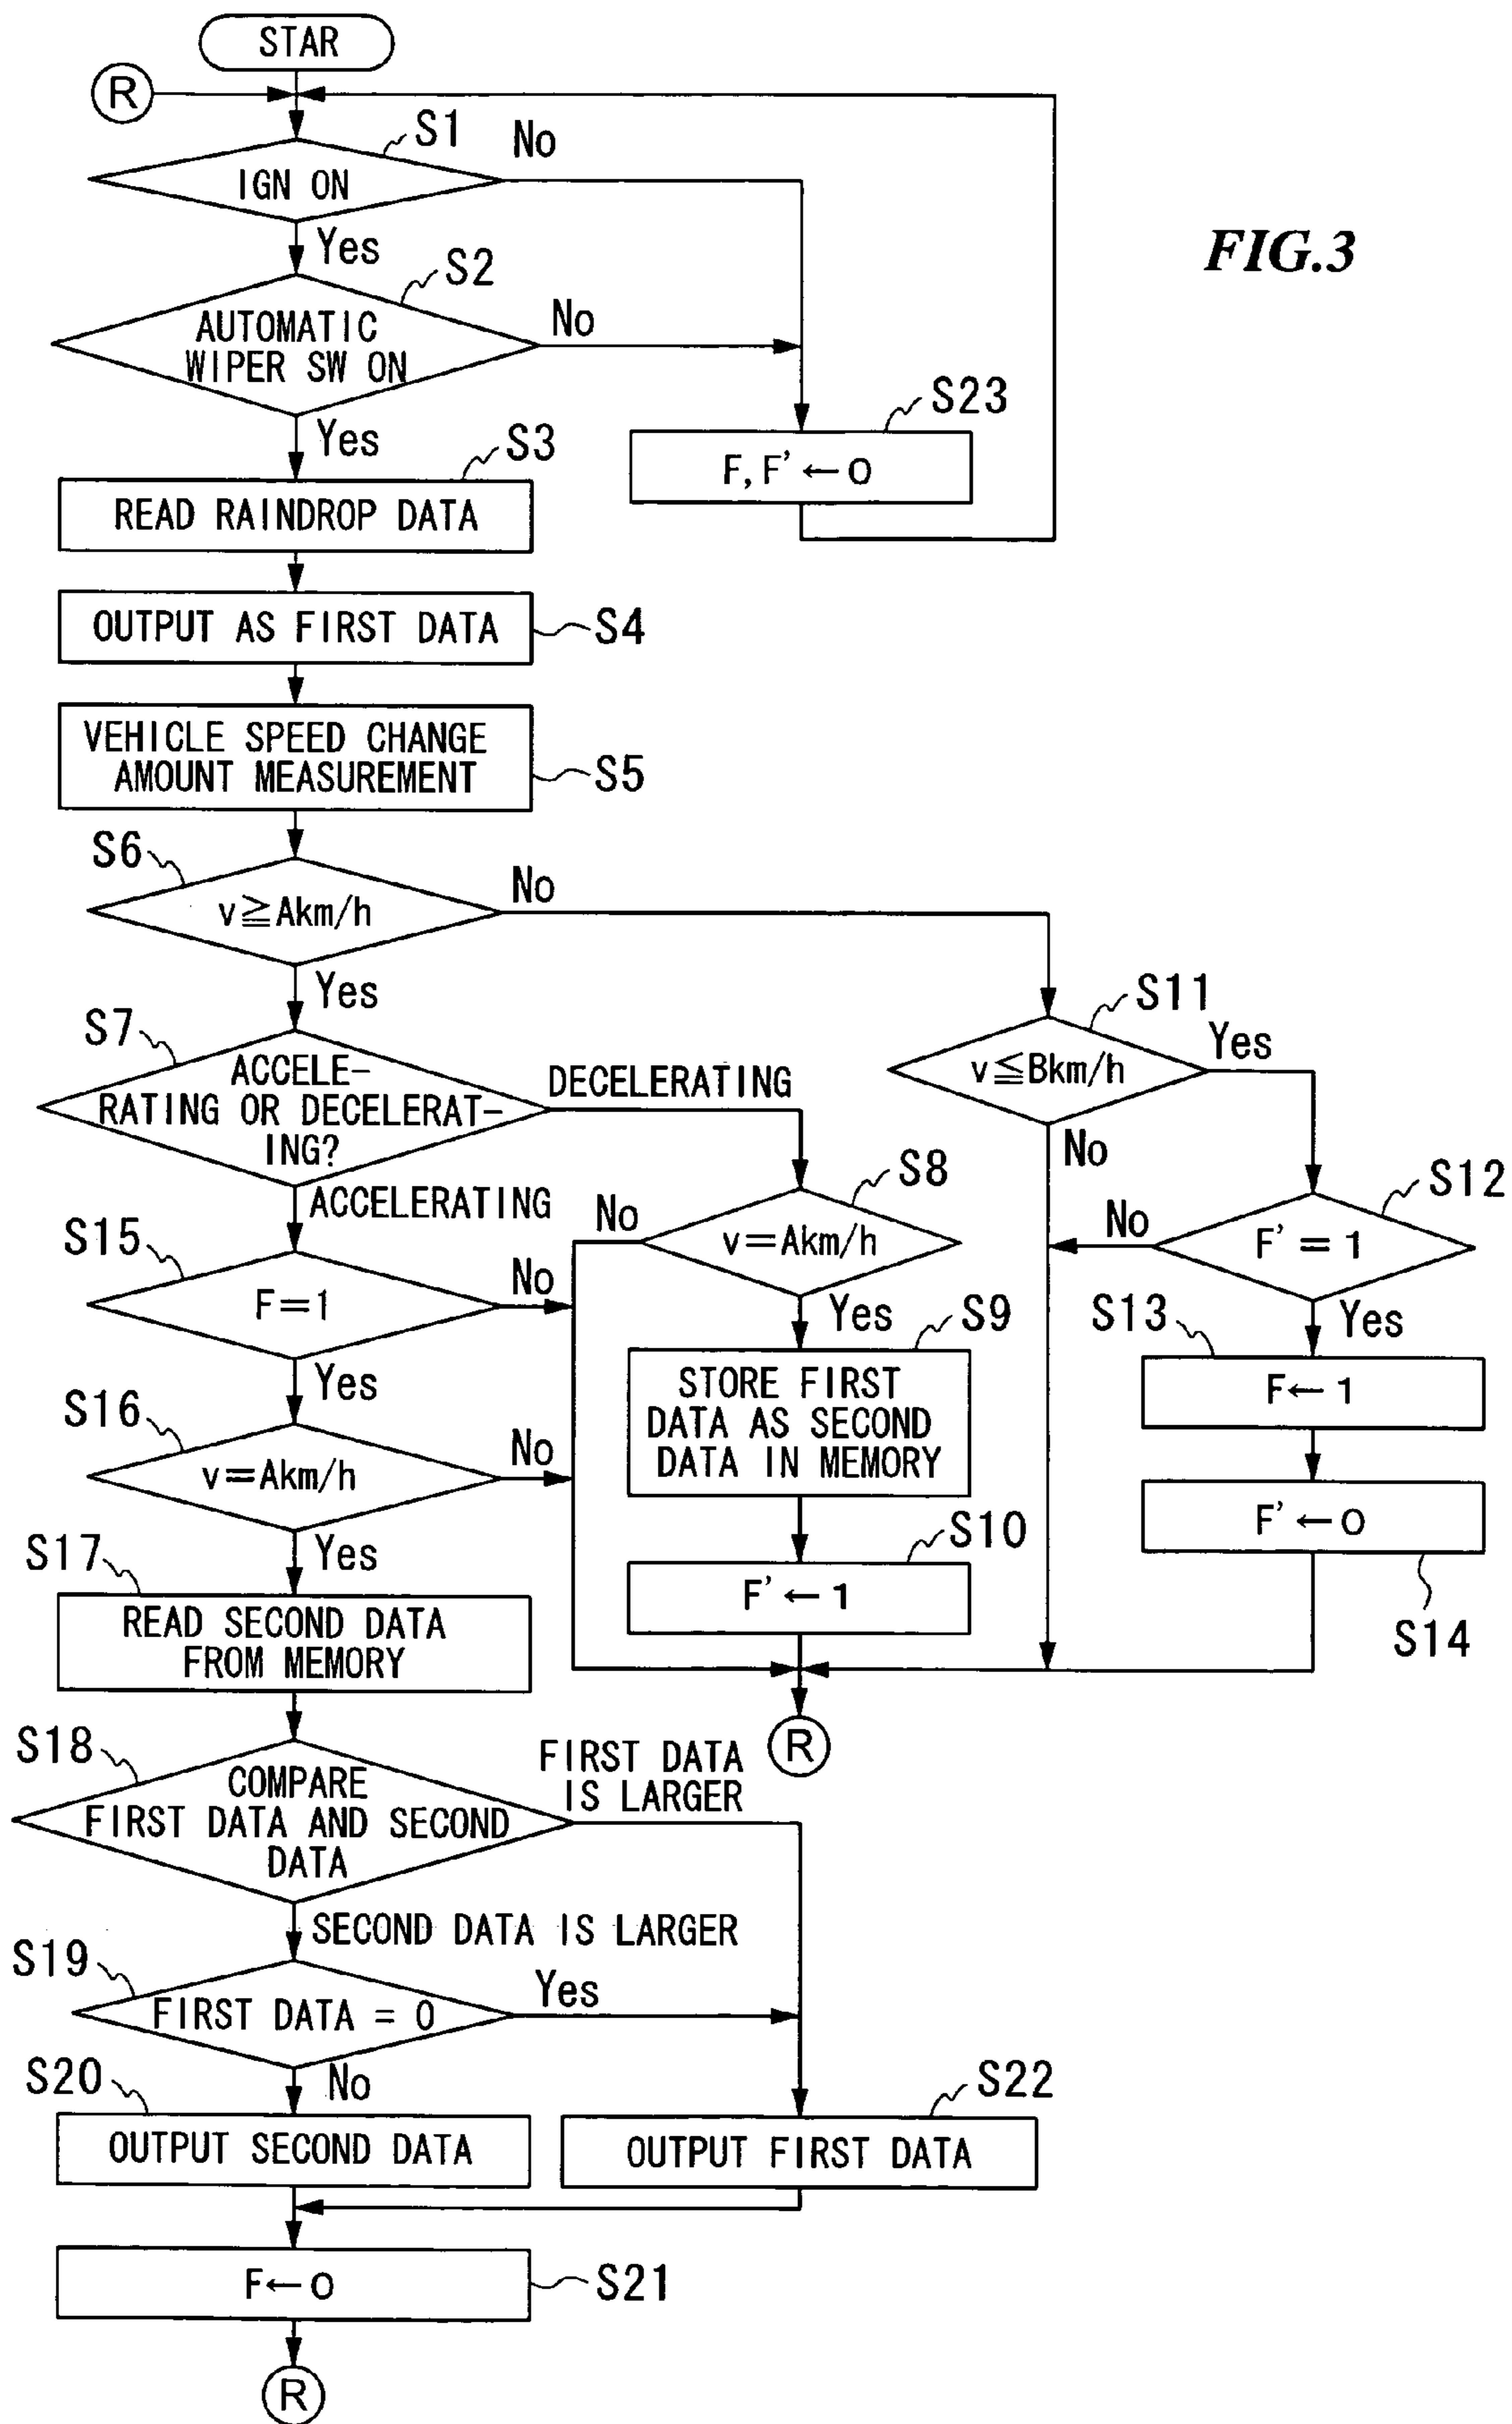 STAR
R
S1
No
IGN ON
FIG.3
Yes
S2
AUTOMATIC
WIPER SW ON
No
S23
F, F' ← 0
Yes
S3
READ RAINDROP DATA
OUTPUT AS FIRST DATA
S4
VEHICLE SPEED CHANGE
AMOUNT MEASUREMENT
S5
S6
v≧Akm/h
No
Yes
S11
v≦Bkm/h
Yes
No
S7
ACCELE-
RATING OR DECELERAT-
ING?
DECELERATING
ACCELERATING
S8
No
v=Akm/h
Yes
S12
No
F' = 1
Yes
S15
F=1
No
Yes
S9
STORE FIRST
DATA AS SECOND
DATA IN MEMORY
S13
F←1
S16
v=Akm/h
No
Yes
S10
F' ← 1
F' ← 0
S14
S17
READ SECOND DATA
FROM MEMORY
R
S18
COMPARE
FIRST DATA AND SECOND
DATA
FIRST DATA
IS LARGER
SECOND DATA IS LARGER
S19
FIRST DATA = 0
Yes
No
S20
OUTPUT SECOND DATA
S22
OUTPUT FIRST DATA
F←0
S21
R